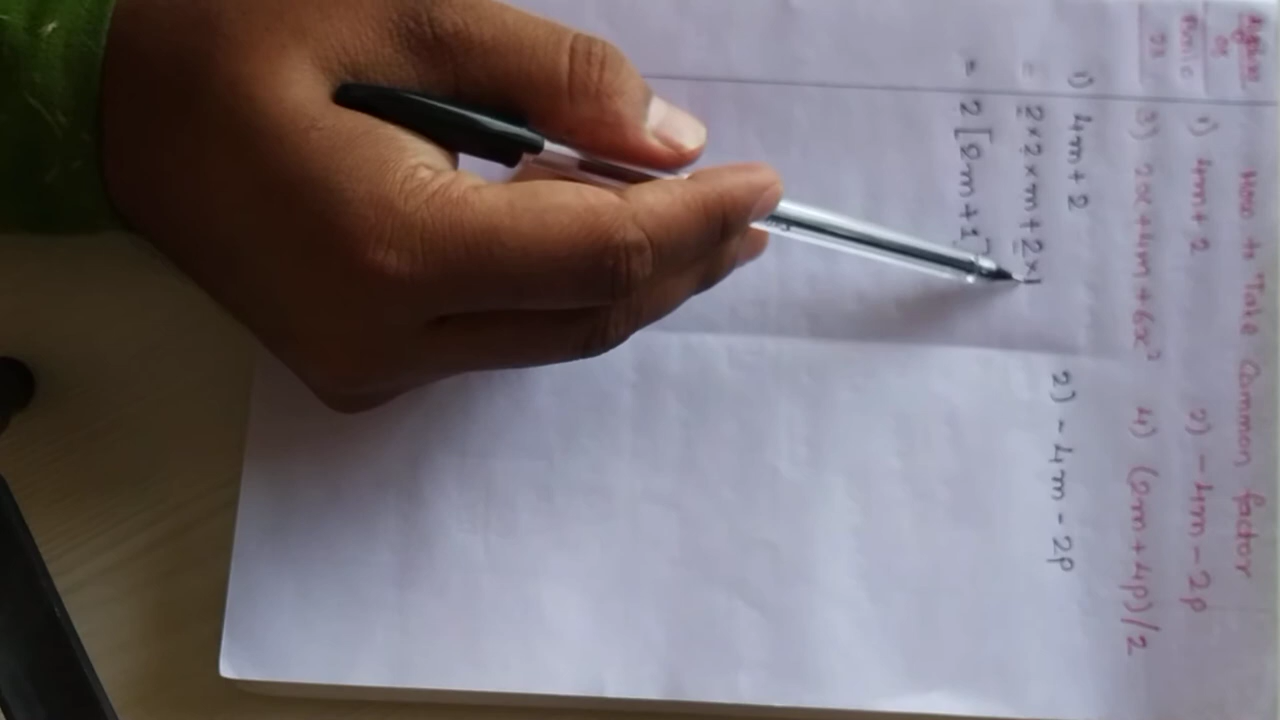 How to Take Common factor
1) 4m+2 2) -4m-2p
3) 2x+4m+6x² 4) (2m+4p)/2
1) 4m+2
= 2×2×m+2×1
= 2[2m+1]
2) -4m-2p